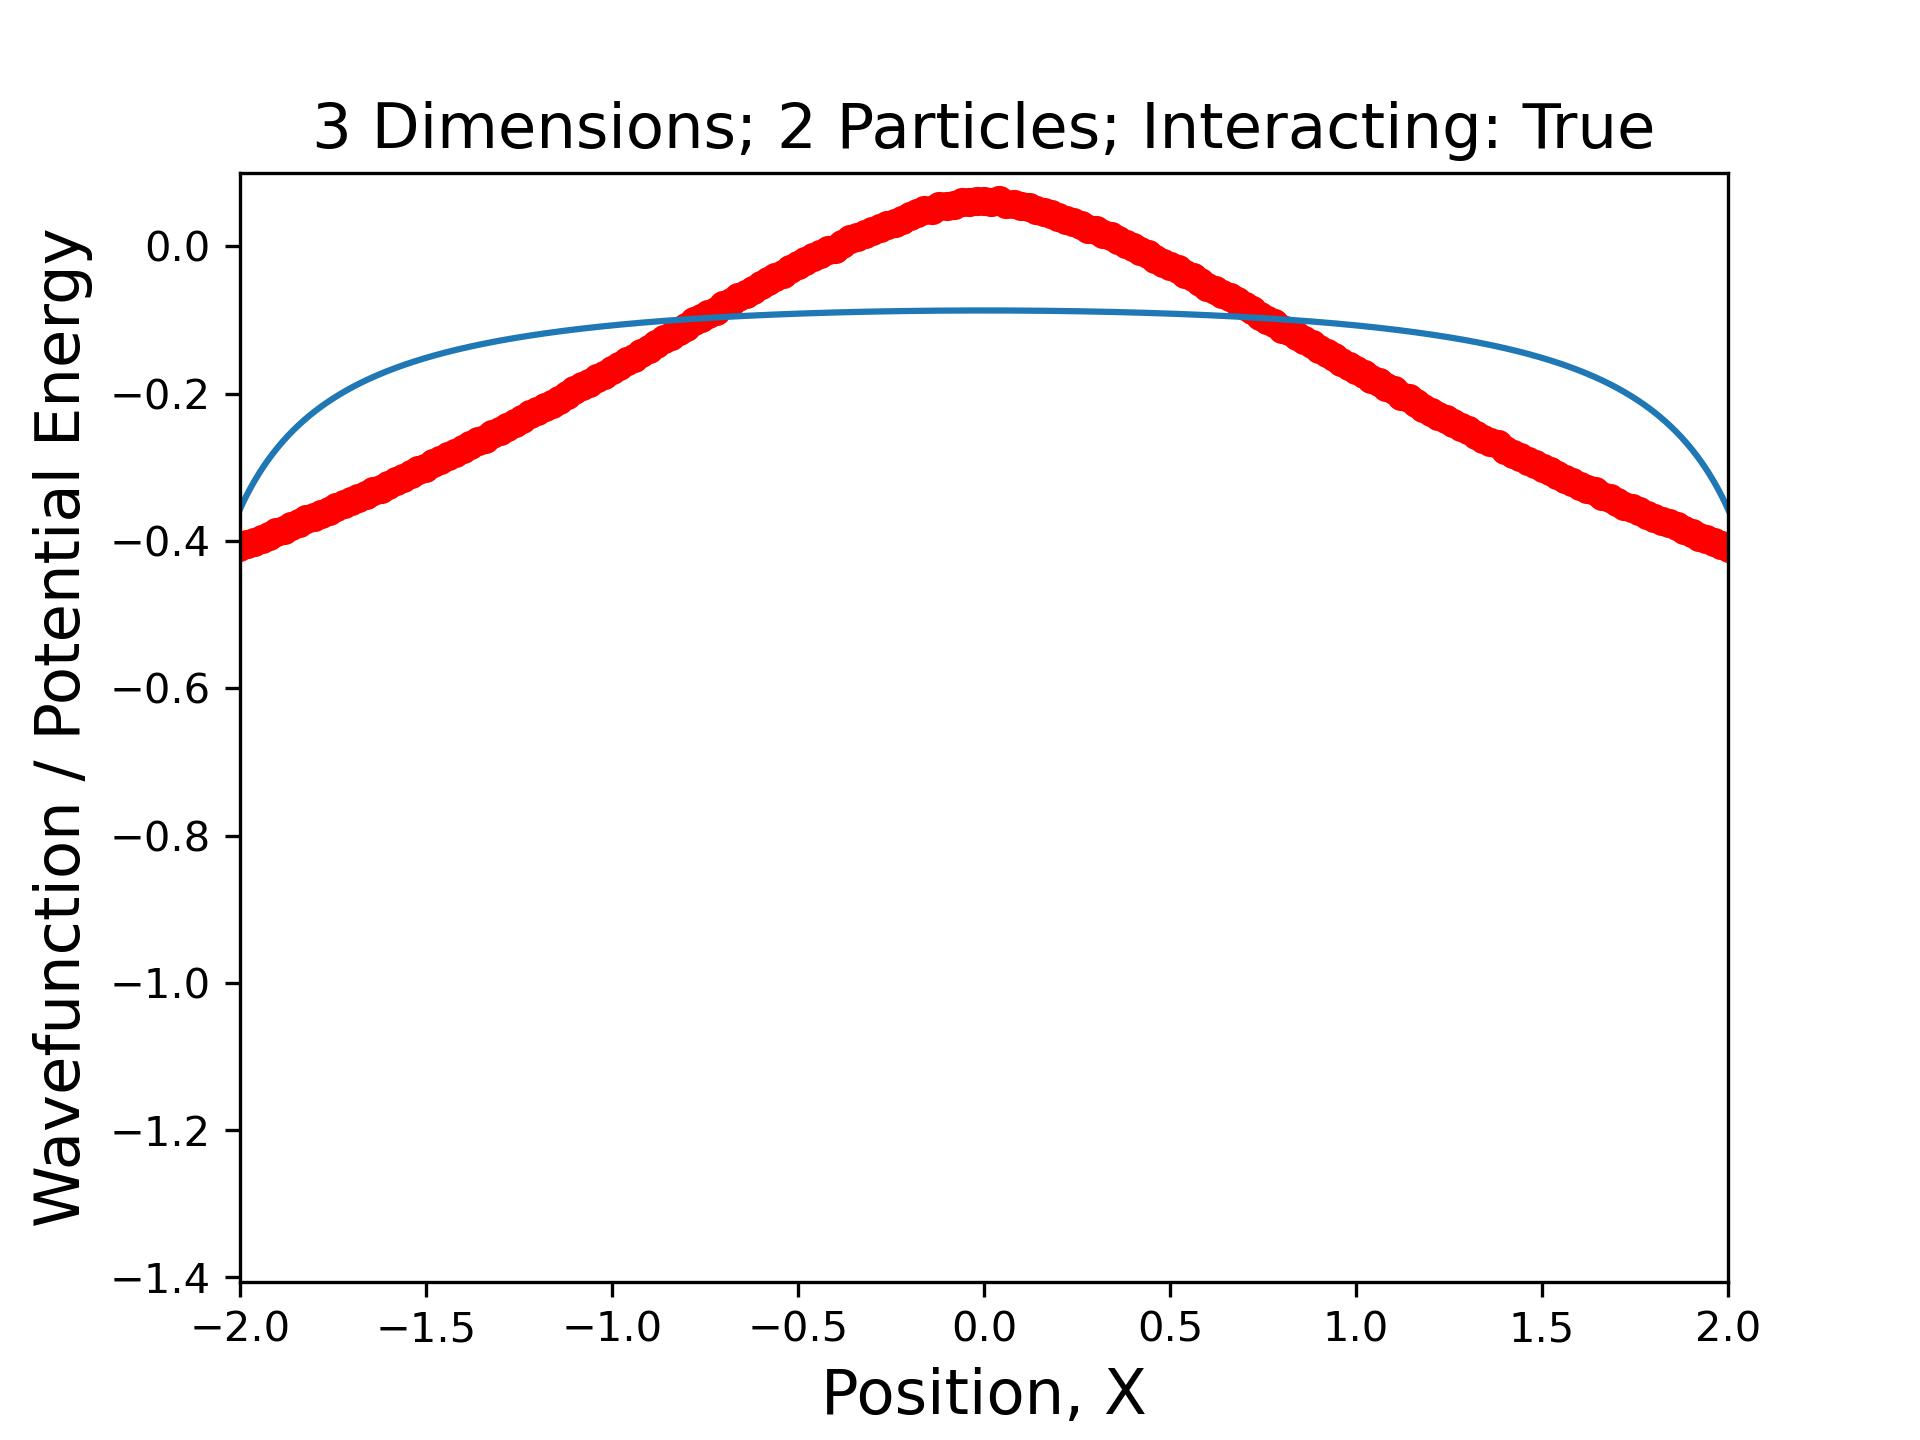 3 Dimensions; 2 Particles; Interacting: True
Wavefunction / Potential Energy
0.0
−0.2
−0.4
−0.6
−0.8
−1.0
−1.2
−1.4
−2.0 −1.5 −1.0 −0.5 0.0 0.5 1.0 1.5 2.0
Position, X